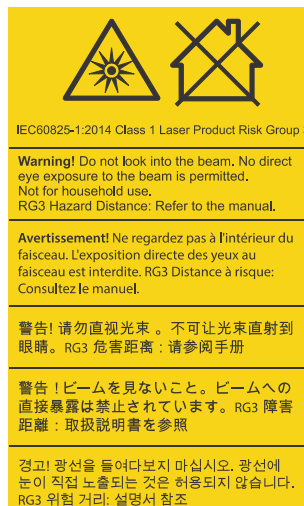 IEC60825-1:2014 Class 1 Laser Product Risk Group
Warning! Do not look into the beam. No direct
eye exposure to the beam is permitted.
Not for household use.
RG3 Hazard Distance: Refer to the manual.
Avertissement! Ne regardez pas à l'intérieur du
faisceau. L'exposition directe des yeux au
faisceau est interdite. RG3 Distance à risque:
Consultez le manuel.
警告! 请勿直视光束 。不可让光束直射到
眼睛。RG3 危害距离 : 请参阅手册
警告 ! ビームを見ないこと。ビームへの
直接暴露は禁止されています。RG3 障害
距離 : 取扱説明書を参照
경고! 광선을 들여다보지 마십시오. 광선에
눈이 직접 노출되는 것은 허용되지 않습니다.
RG3 위험 거리: 설명서 참조